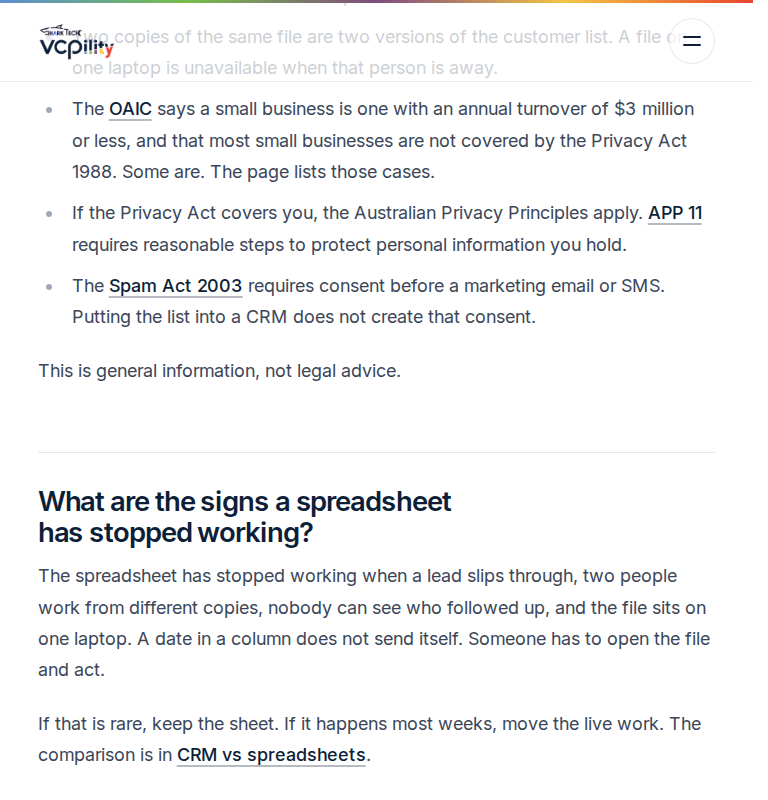 SHARK TECH
vcpility
Two copies of the same file are two versions of the customer list. A file on
one laptop is unavailable when that person is away.
The OAIC says a small business is one with an annual turnover of $3 million
or less, and that most small businesses are not covered by the Privacy Act
1988. Some are. The page lists those cases.
If the Privacy Act covers you, the Australian Privacy Principles apply. APP 11
requires reasonable steps to protect personal information you hold.
The Spam Act 2003 requires consent before a marketing email or SMS.
Putting the list into a CRM does not create that consent.
This is general information, not legal advice.
What are the signs a spreadsheet
has stopped working?
The spreadsheet has stopped working when a lead slips through, two people
work from different copies, nobody can see who followed up, and the file sits on
one laptop. A date in a column does not send itself. Someone has to open the file
and act.
If that is rare, keep the sheet. If it happens most weeks, move the live work. The
comparison is in CRM vs spreadsheets.